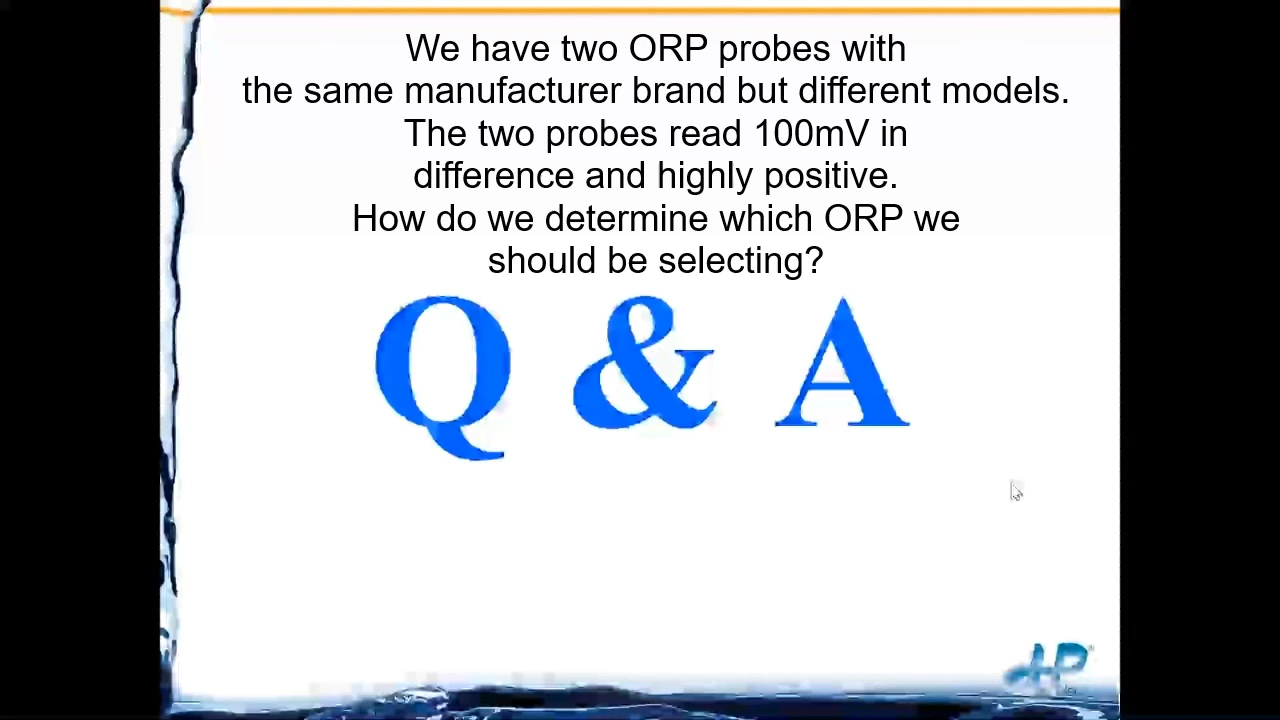 We have two ORP probes with
the same manufacturer brand but different models.
The two probes read 100mV in
difference and highly positive.
How do we determine which ORP we
should be selecting?
Q & A